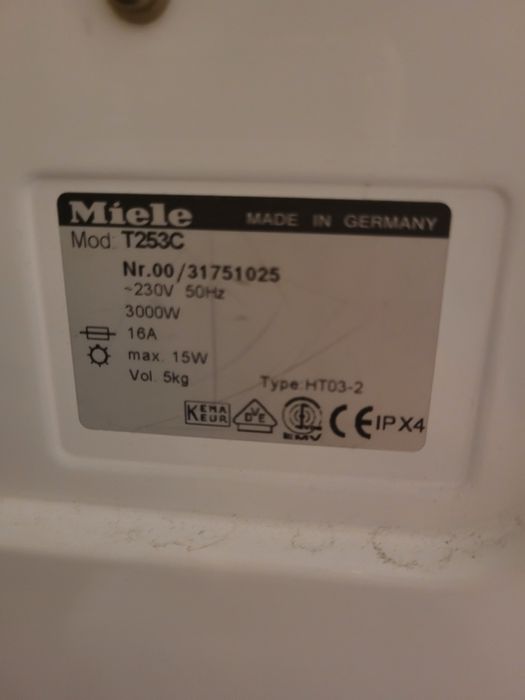 Miele MADE IN GERMANY
Mod: T253C
Nr.00/31751025
~230V 50Hz
3000W
16A
max. 15W
Vol. 5kg
Type:HT03-2
KEMA
KEUR
VDE
EMV
CE IPX4